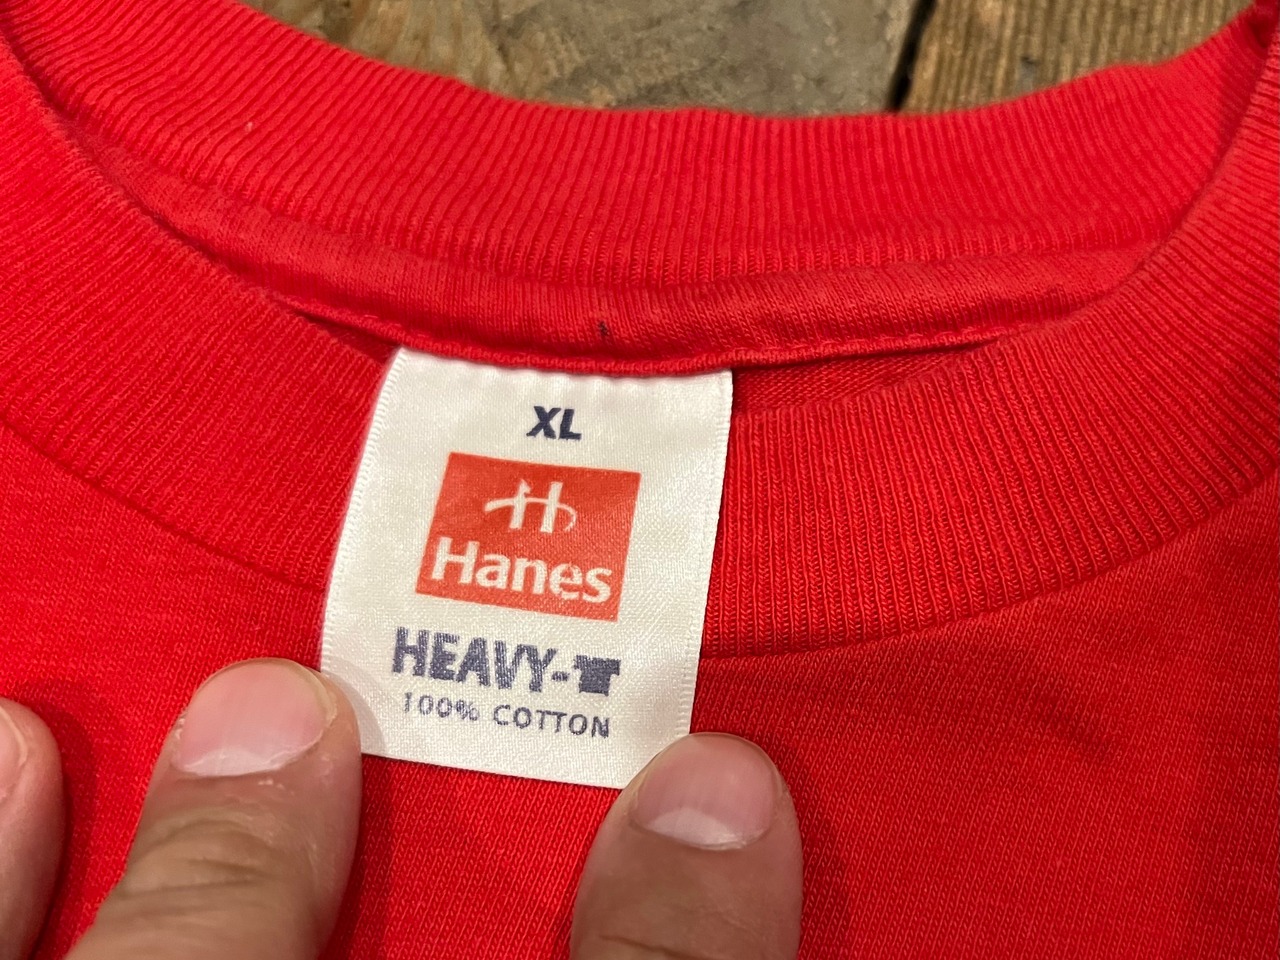 XL
H
Hanes
HEAVY-T
100% COTTON